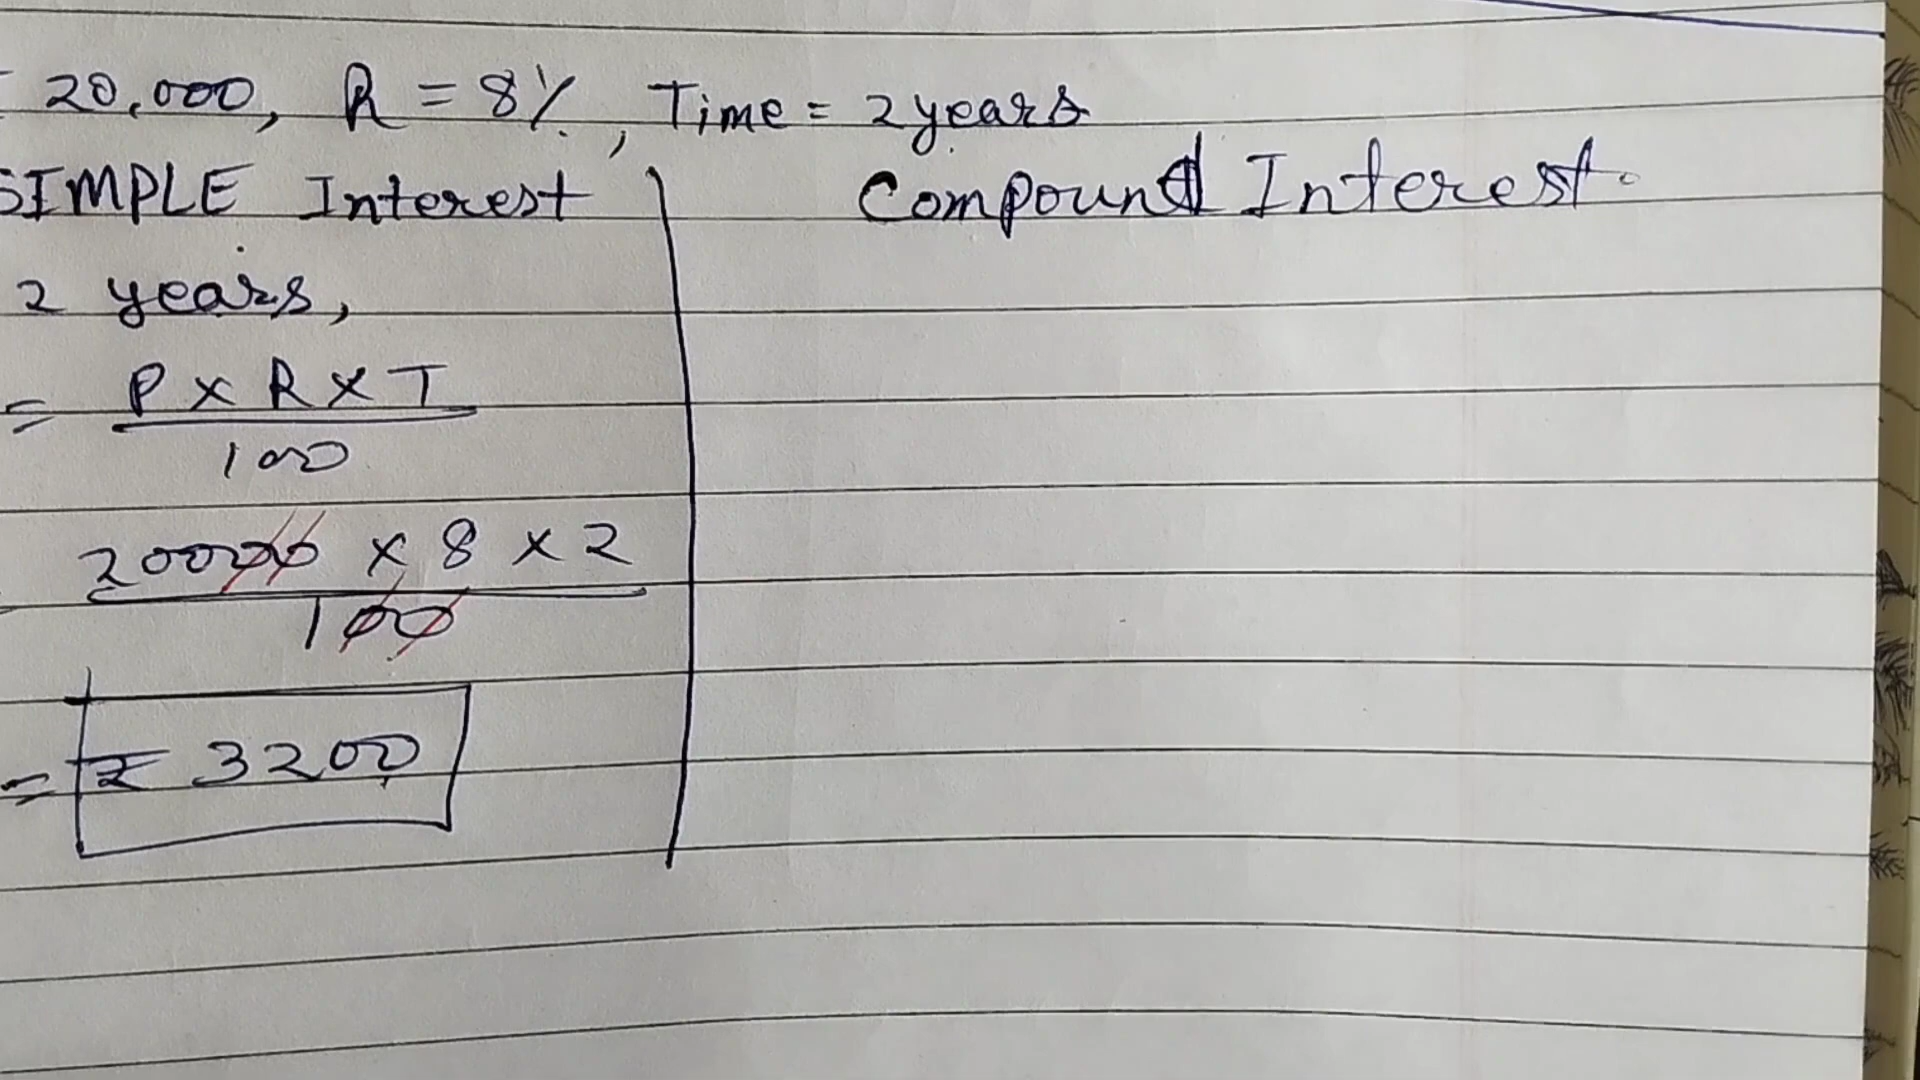 = 20,000, R = 8%, Time = 2 years
SIMPLE Interest
2 years,
= P x R x T
100
20000 x 8 x 2
100
= ₹ 3200
Compound Interest.